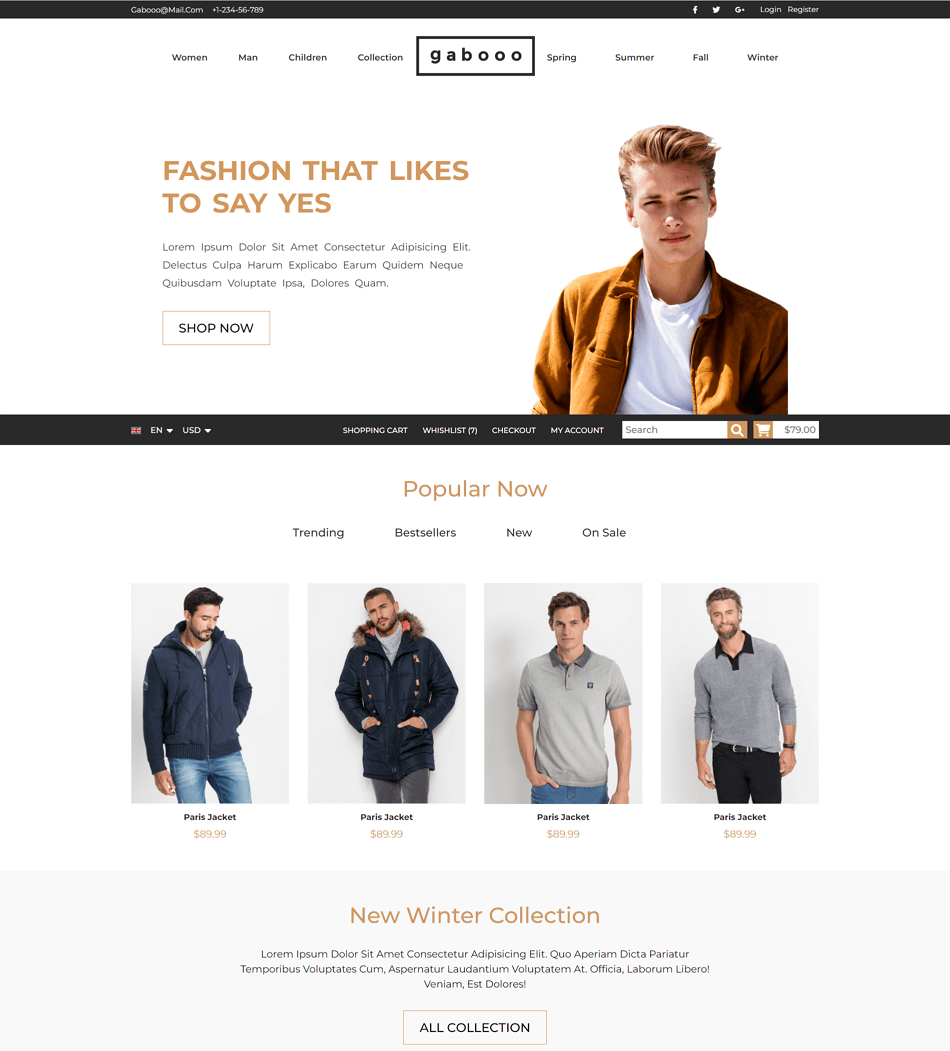 Gabooo@Mail.Com +1-234-56-789 Login Register
Women Man Children Collection gabooo Spring Summer Fall Winter
FASHION THAT LIKES
TO SAY YES
Lorem Ipsum Dolor Sit Amet Consectetur Adipisicing Elit.
Delectus Culpa Harum Explicabo Earum Quidem Neque
Quibusdam Voluptate Ipsa, Dolores Quam.
SHOP NOW
EN USD SHOPPING CART WHISHLIST (7) CHECKOUT MY ACCOUNT Search $79.00
Popular Now
Trending Bestsellers New On Sale
Paris Jacket Paris Jacket Paris Jacket Paris Jacket
$89.99 $89.99 $89.99 $89.99
New Winter Collection
Lorem Ipsum Dolor Sit Amet Consectetur Adipisicing Elit. Quo Aperiam Dicta Pariatur
Temporibus Voluptates Cum, Aspernatur Laudantium Voluptatem At. Officia, Laborum Libero!
Veniam, Est Dolores!
ALL COLLECTION